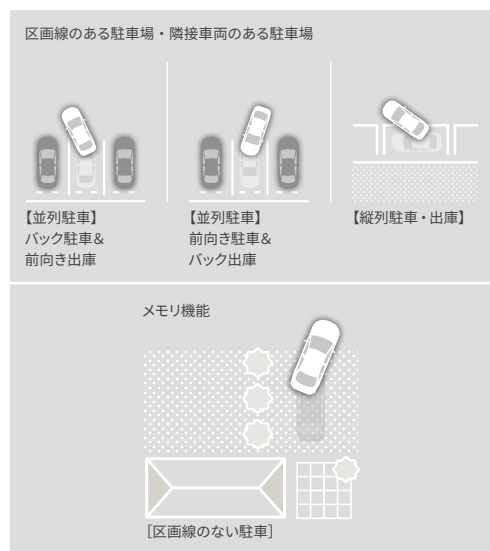 区画線のある駐車場・隣接車両のある駐車場
【並列駐車】
バック駐車&
前向き出庫
【並列駐車】
前向き駐車&
バック出庫
【縦列駐車・出庫】
メモリ機能
[区画線のない駐車]